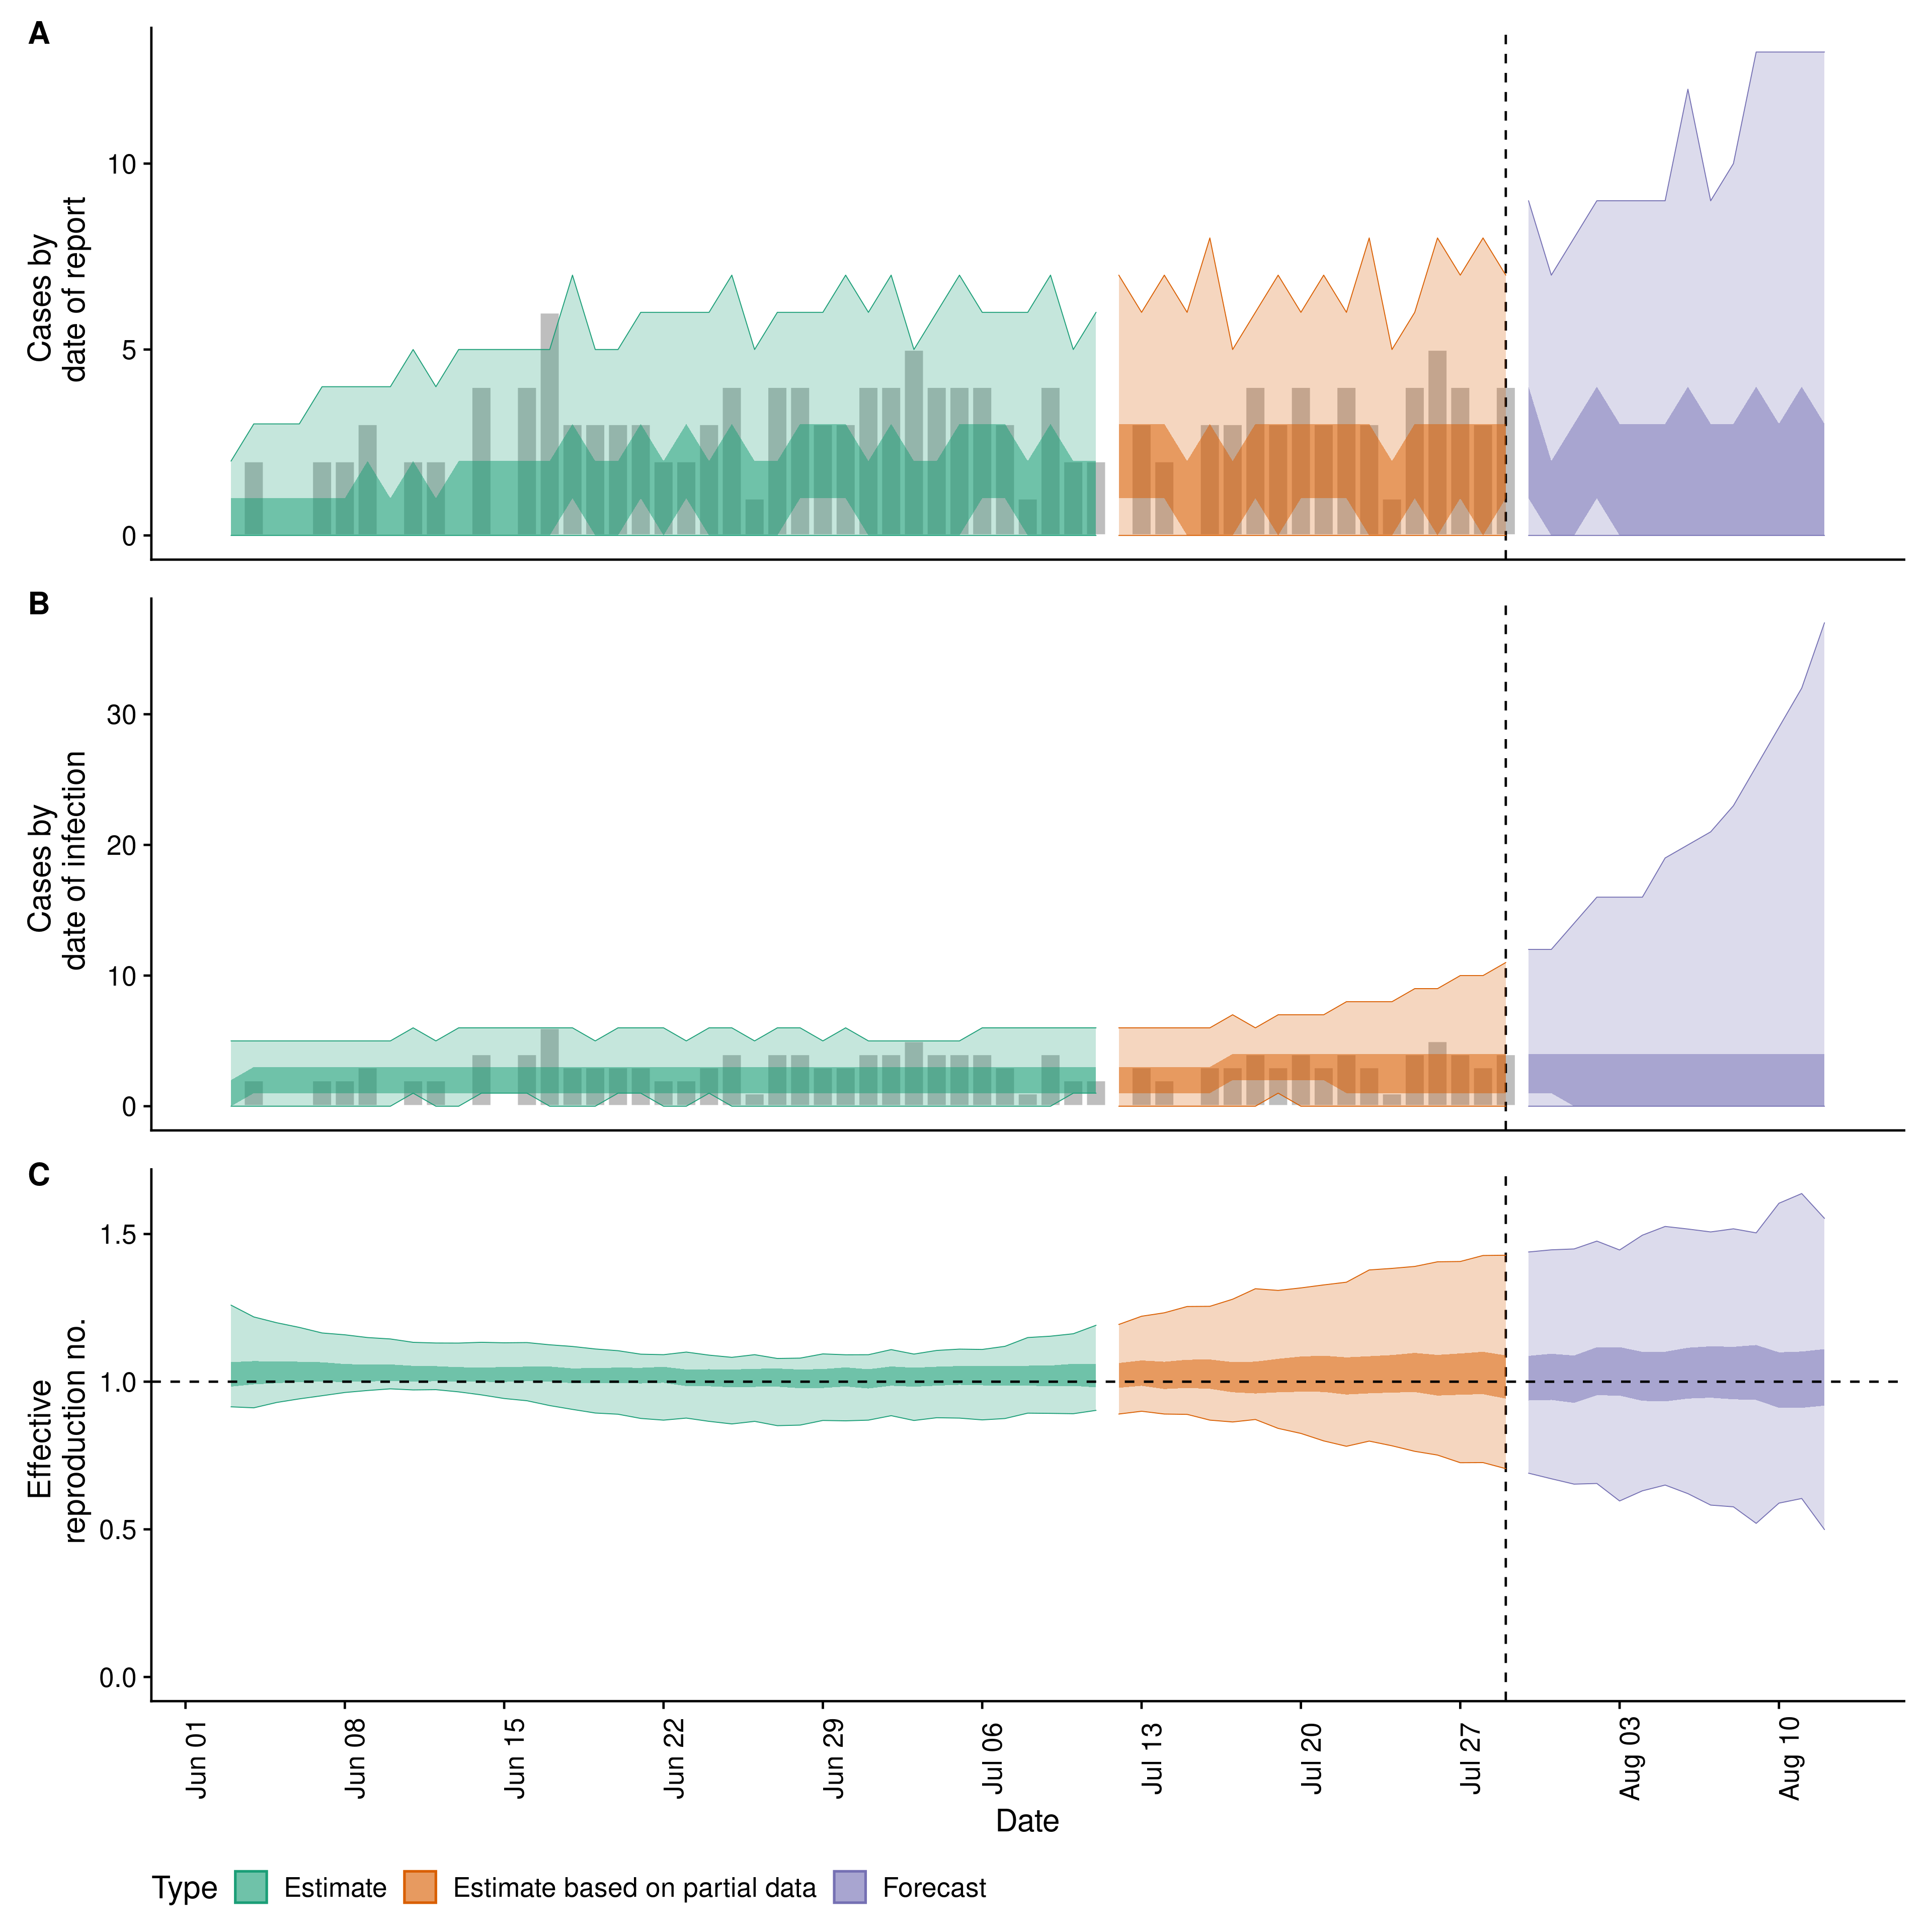 A
Cases by
date of report
10
5
0
B
Cases by
date of infection
30
20
10
0
C
Effective
reproduction no.
1.5
1.0
0.5
0.0
Jun 01
Jun 08
Jun 15
Jun 22
Jun 29
Jul 06
Jul 13
Jul 20
Jul 27
Aug 03
Aug 10
Date
Type Estimate Estimate based on partial data Forecast